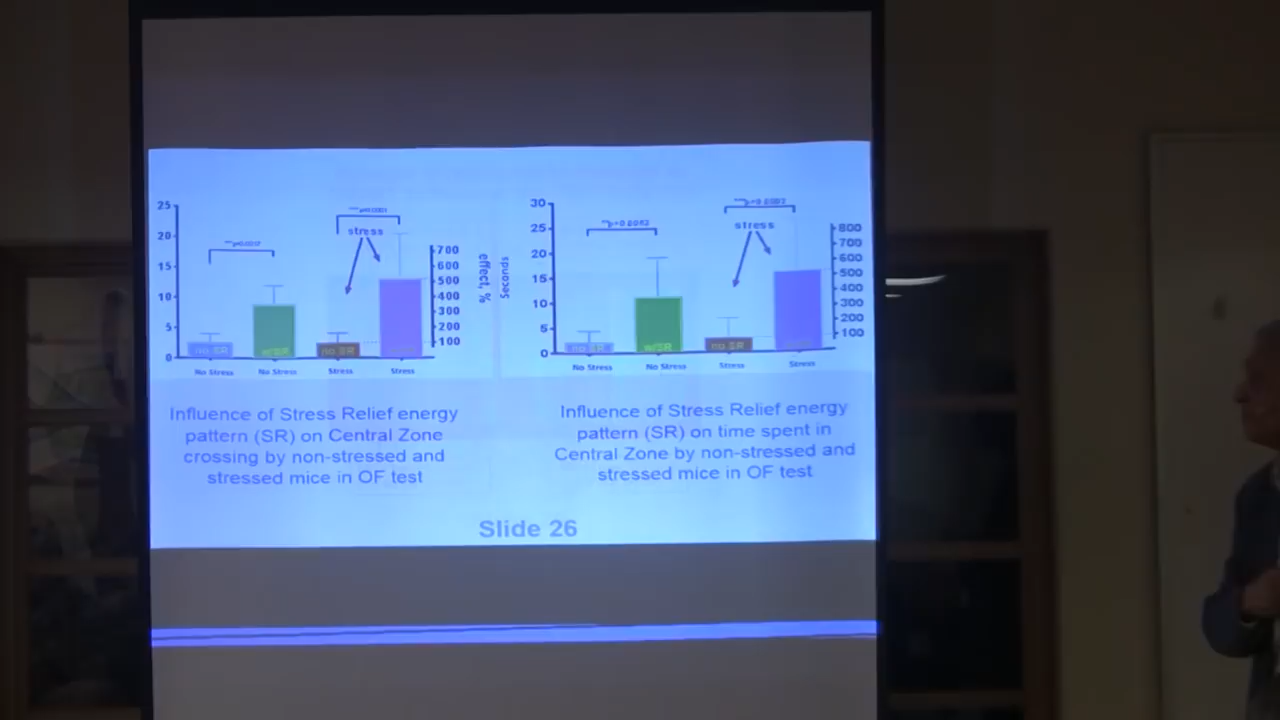 25
20
15
10
5
0
stress
700
600
500
400
300
200
100
effect, %
no SR
w/SR
no SR
No Stress
No Stress
Stress
Stress
Seconds
30
25
20
15
10
5
0
stress
800
700
600
500
400
300
200
100
no SR
w/SR
no SR
No Stress
No Stress
Stress
Stress
Influence of Stress Relief energy
pattern (SR) on Central Zone
crossing by non-stressed and
stressed mice in OF test
Influence of Stress Relief energy
pattern (SR) on time spent in
Central Zone by non-stressed and
stressed mice in OF test
Slide 26